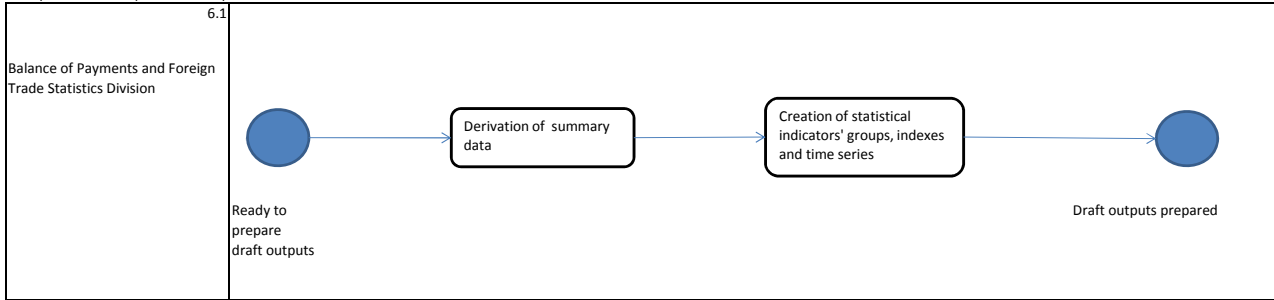 6.1
Balance of Payments and Foreign
Trade Statistics Division
Derivation of summary
data
Creation of statistical
indicators' groups, indexes
and time series
Ready to
prepare
draft outputs
Draft outputs prepared